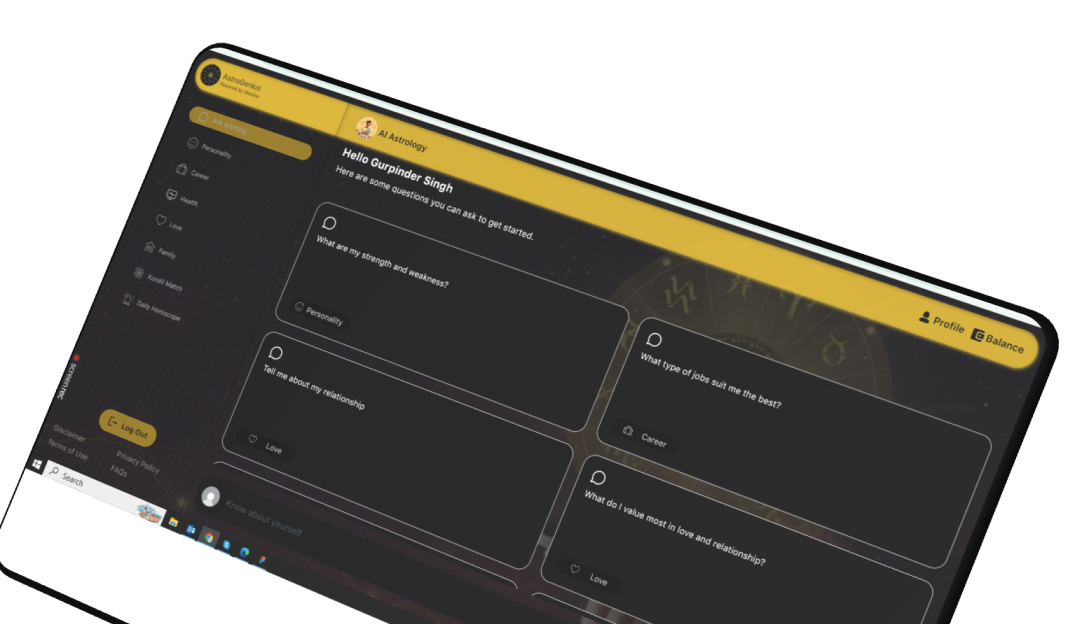 AstroGenius
Powered by Maskee
Ask anything
Personality
Career
Health
Love
Family
Kundli Match
Daily Horoscope
screenrec
Log Out
Disclaimer
Privacy Policy
Terms of Use
FAQs
Search
AI Astrology
Profile
Balance
Hello Gurpinder Singh
Here are some questions you can ask to get started.
What are my strength and weakness?
Personality
What type of jobs suit me the best?
Career
Tell me about my relationship
Love
What do I value most in love and relationship?
Love
Know about yourself